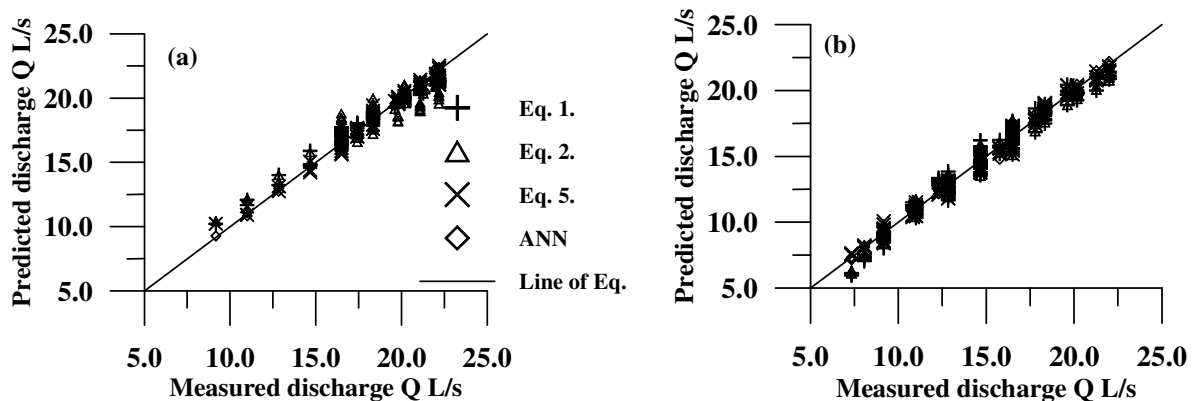 (a)
25.0
20.0
15.0
10.0
5.0
Predicted discharge Q L/s
5.0 10.0 15.0 20.0 25.0
Measured discharge Q L/s
Eq. 1.
Eq. 2.
Eq. 5.
ANN
Line of Eq.
(b)
25.0
20.0
15.0
10.0
5.0
Predicted discharge Q L/s
5.0 10.0 15.0 20.0 25.0
Measured discharge Q L/s